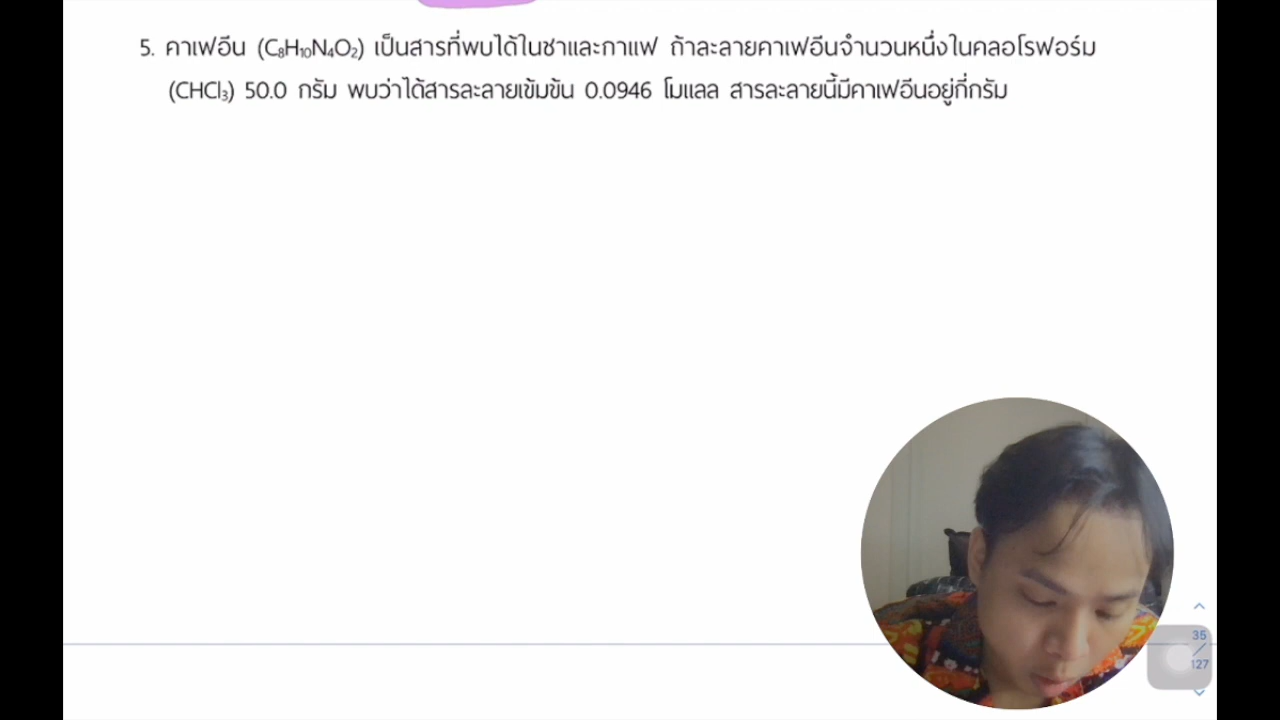 5. คาเฟอีน (C₈H₁₀N₄O₂) เป็นสารที่พบได้ในชาและกาแฟ ถ้าละลายคาเฟอีนจำนวนหนึ่งในคลอโรฟอร์ม
(CHCl₃) 50.0 กรัม พบว่าได้สารละลายเข้มข้น 0.0946 โมแลล สารละลายนี้มีคาเฟอีนอยู่กี่กรัม
35
127